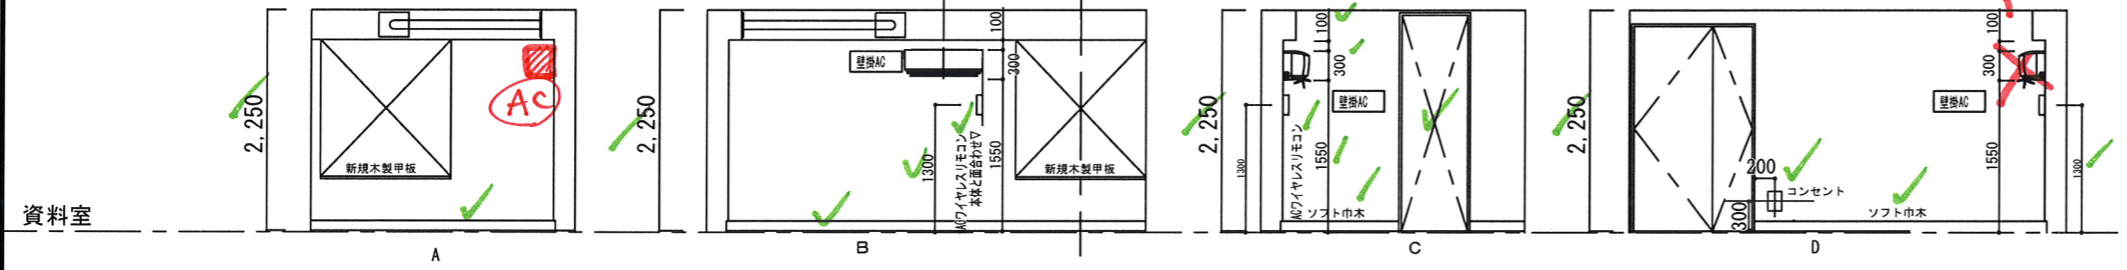 資料室
2,250
AC
新規木製甲板
A
2,250
壁掛AC
100
300
1300
1550
ACワイヤレスリモコン
本体と面合わせ▽
新規木製甲板
B
2,250
1300
100
300
1550
壁掛AC
ACワイヤレスリモコン
ソフト巾木
C
2,250
200
300
コンセント
ソフト巾木
壁掛AC
100
300
1550
1300
D